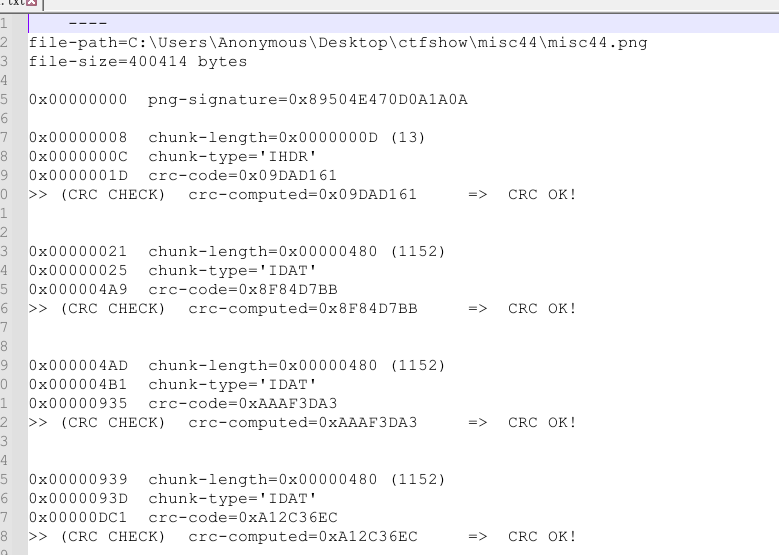 .txt
1 ----
2 file-path=C:\Users\Anonymous\Desktop\ctfshow\misc44\misc44.png
3 file-size=400414 bytes
4
5 0x00000000 png-signature=0x89504E470D0A1A0A
6
7 0x00000008 chunk-length=0x0000000D (13)
8 0x0000000C chunk-type='IHDR'
9 0x0000001D crc-code=0x09DAD161
0 >> (CRC CHECK) crc-computed=0x09DAD161 => CRC OK!
1
2
3 0x00000021 chunk-length=0x00000480 (1152)
4 0x00000025 chunk-type='IDAT'
5 0x000004A9 crc-code=0x8F84D7BB
6 >> (CRC CHECK) crc-computed=0x8F84D7BB => CRC OK!
7
8
9 0x000004AD chunk-length=0x00000480 (1152)
0 0x000004B1 chunk-type='IDAT'
1 0x00000935 crc-code=0xAAAF3DA3
2 >> (CRC CHECK) crc-computed=0xAAAF3DA3 => CRC OK!
3
4
5 0x00000939 chunk-length=0x00000480 (1152)
6 0x0000093D chunk-type='IDAT'
7 0x00000DC1 crc-code=0xA12C36EC
8 >> (CRC CHECK) crc-computed=0xA12C36EC => CRC OK!